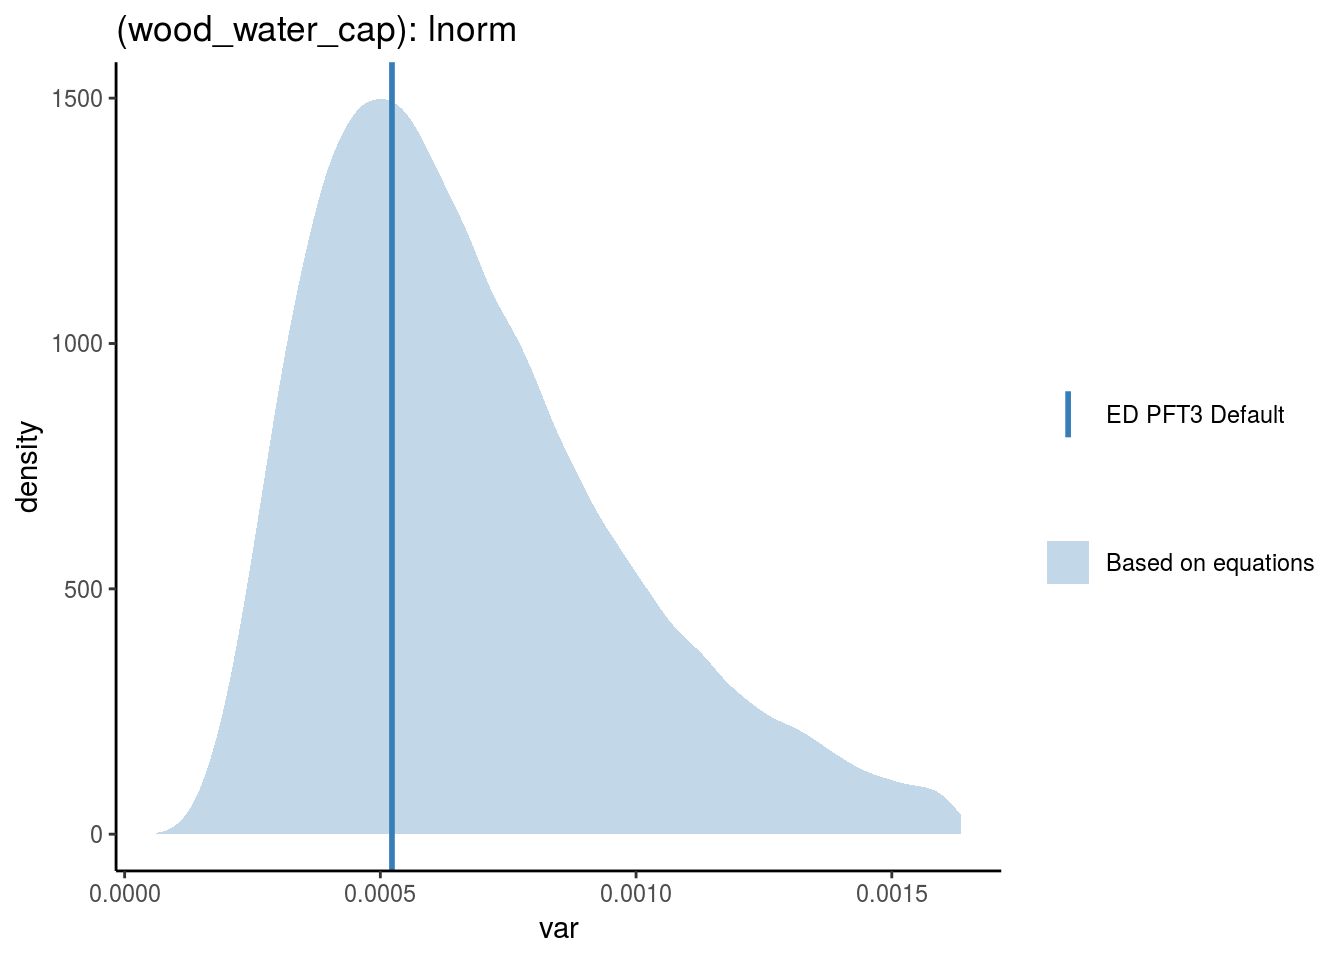 (wood_water_cap): lnorm
1500
1000
500
0
density
0.0000
0.0005
0.0010
0.0015
var
ED PFT3 Default
Based on equations